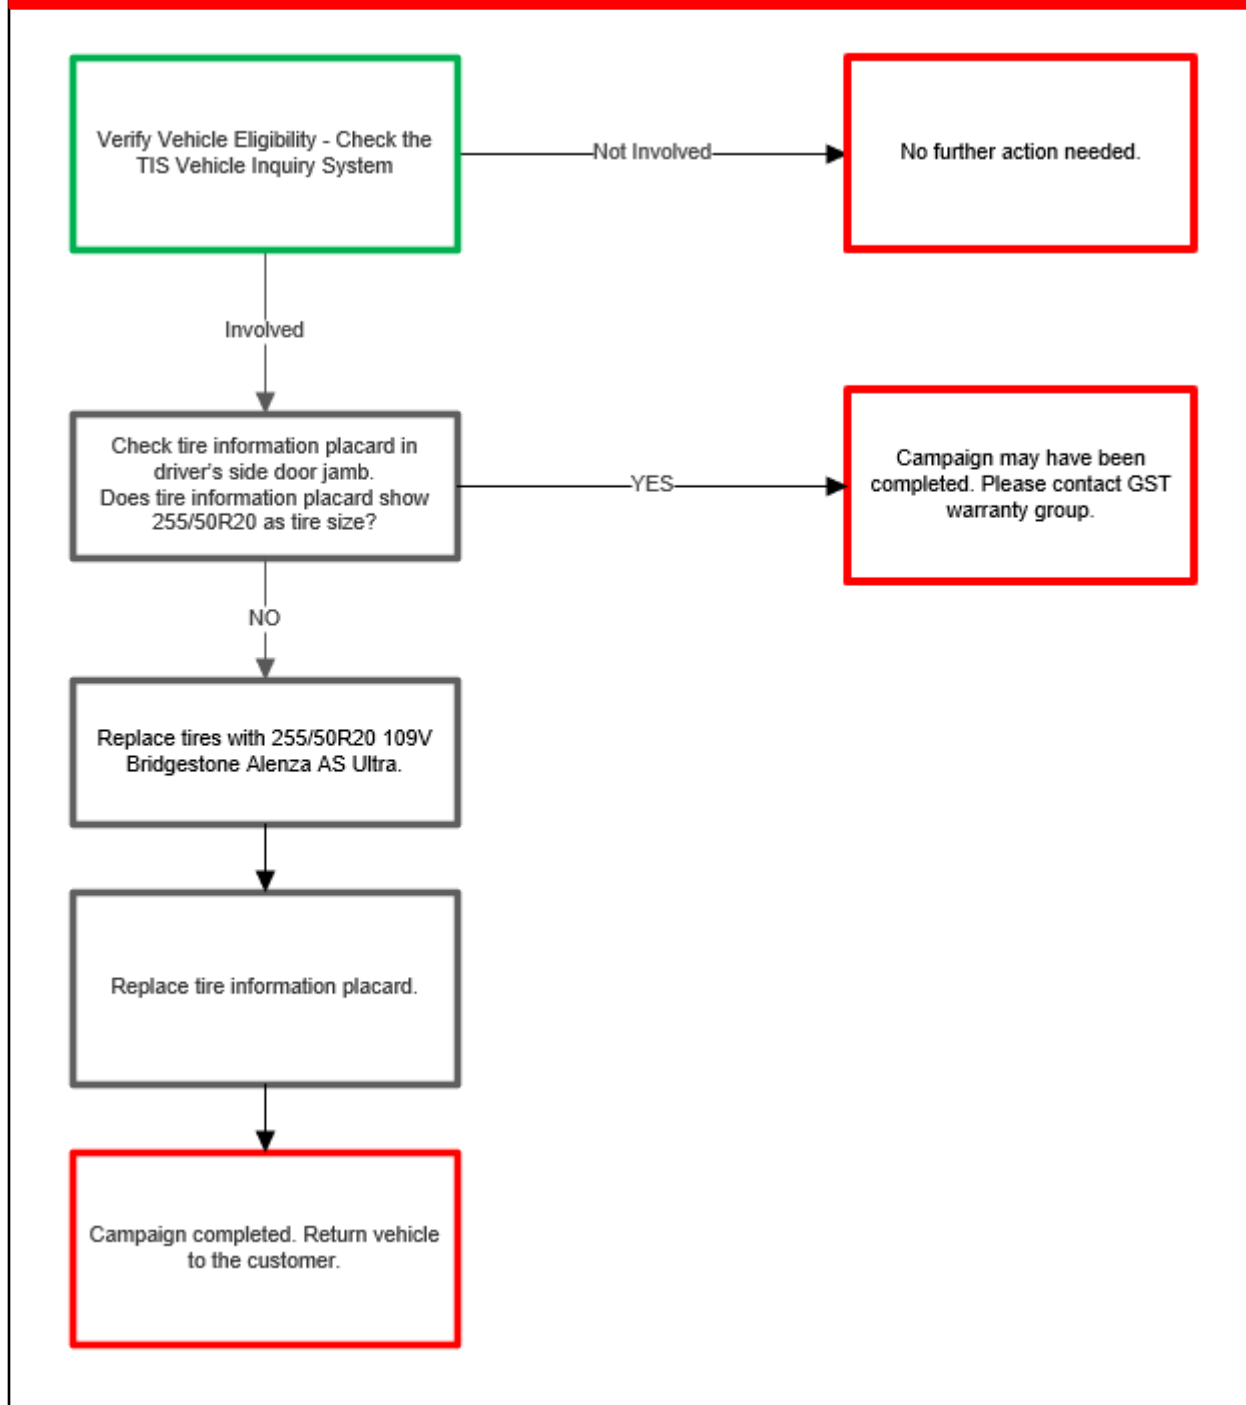 Verify Vehicle Eligibility - Check the
TIS Vehicle Inquiry System
Not Involved
No further action needed.
Involved
Check tire information placard in
driver's side door jamb.
Does tire information placard show
255/50R20 as tire size?
YES
Campaign may have been
completed. Please contact GST
warranty group.
NO
Replace tires with 255/50R20 109V
Bridgestone Alenza AS Ultra.
Replace tire information placard.
Campaign completed. Return vehicle
to the customer.